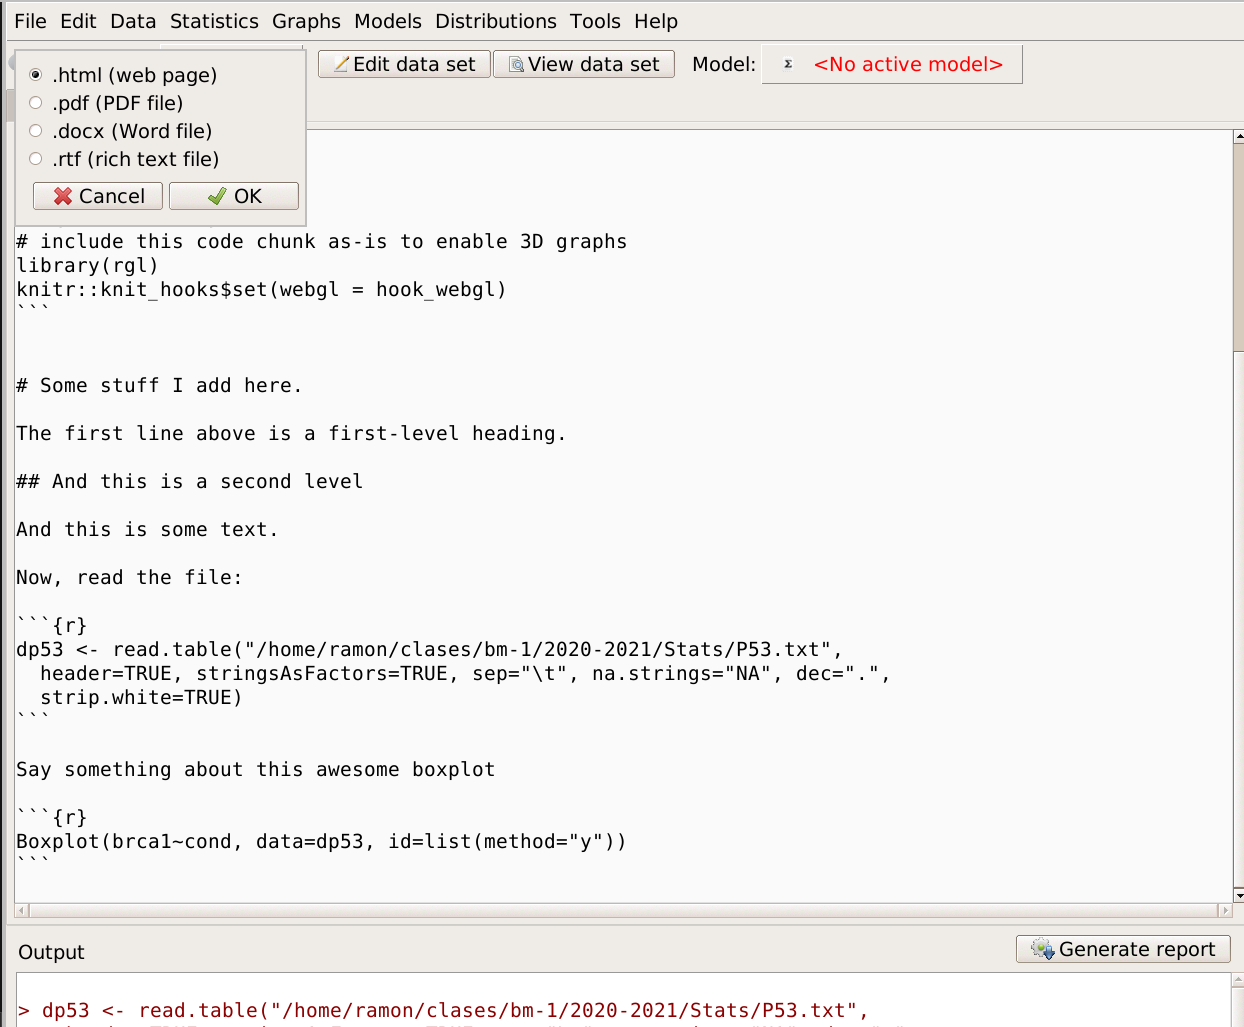 File Edit Data Statistics Graphs Models Distributions Tools Help
.html (web page)
.pdf (PDF file)
.docx (Word file)
.rtf (rich text file)
Cancel OK
Edit data set View data set Model: Σ <No active model>
# include this code chunk as-is to enable 3D graphs
library(rgl)
knitr::knit_hooks$set(webgl = hook_webgl)
```
# Some stuff I add here.
The first line above is a first-level heading.
## And this is a second level
And this is some text.
Now, read the file:
```{r}
dp53 <- read.table("/home/ramon/clases/bm-1/2020-2021/Stats/P53.txt",
  header=TRUE, stringsAsFactors=TRUE, sep="\t", na.strings="NA", dec=".",
  strip.white=TRUE)
```
Say something about this awesome boxplot
```{r}
Boxplot(brca1~cond, data=dp53, id=list(method="y"))
```
Output
Generate report
> dp53 <- read.table("/home/ramon/clases/bm-1/2020-2021/Stats/P53.txt",